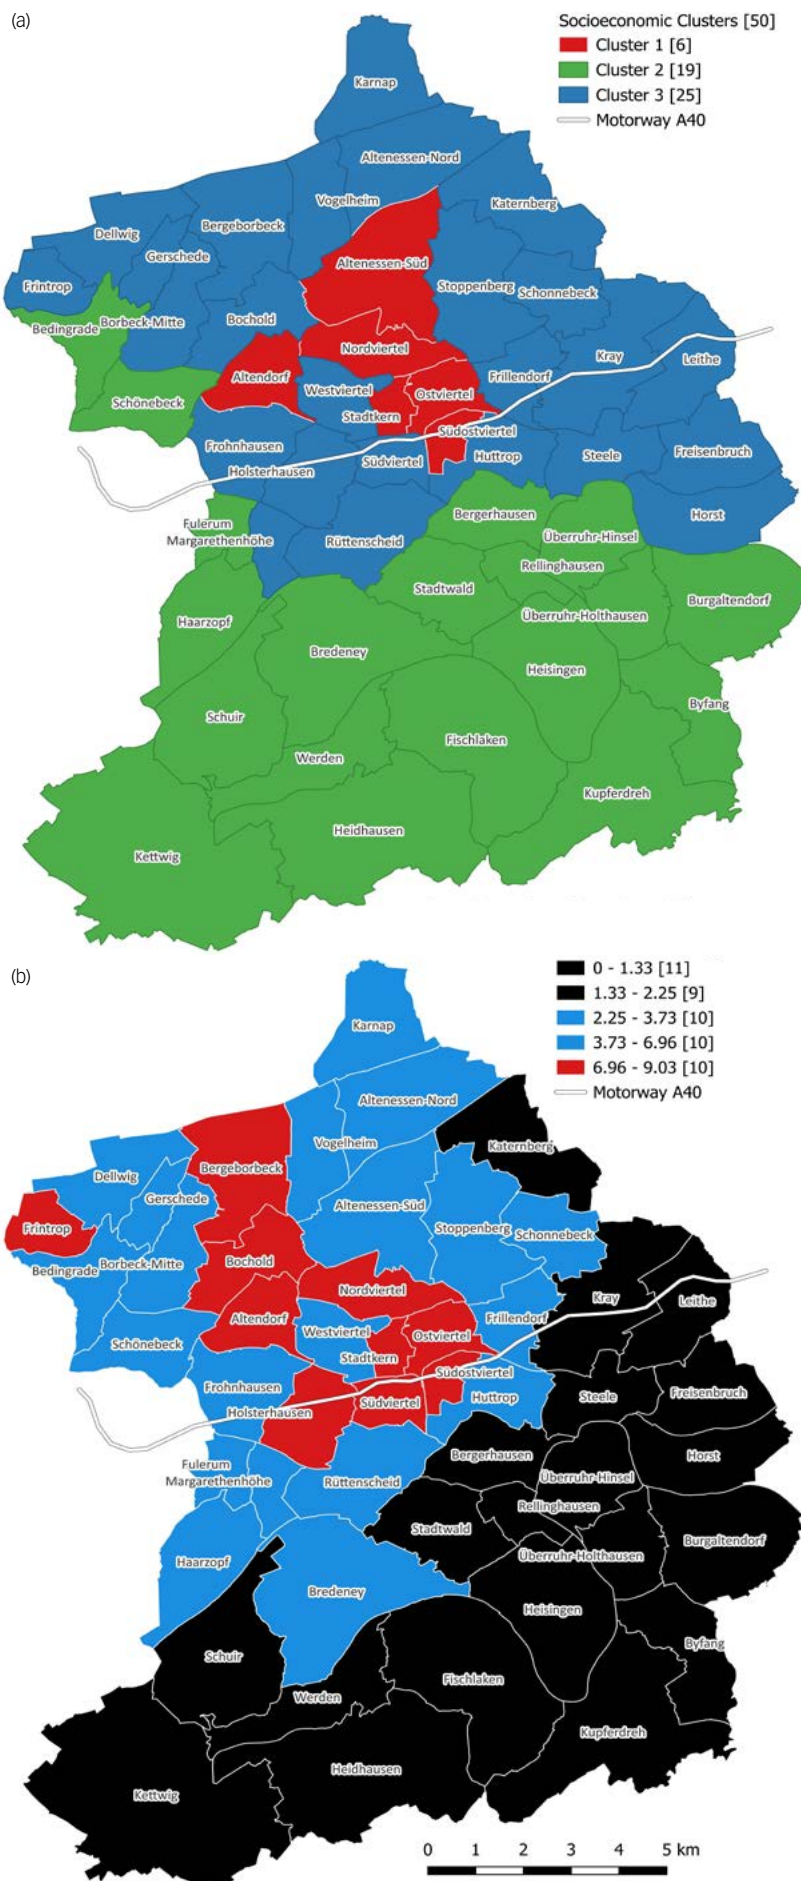 (a)
Socioeconomic Clusters [50]
Cluster 1 [6]
Cluster 2 [19]
Cluster 3 [25]
Motorway A40
Karnap
Altenessen-Nord
Vogelheim
Katernberg
Bergeborbeck
Dellwig
Gerschede
Altenessen-Süd
Frintrop
Stoppenberg
Schonnebeck
Bochold
Bedingrade
Borbeck-Mitte
Nordviertel
Kray
Leithe
Altendorf
Frillendorf
Westviertel
Ostviertel
Schönebeck
Stadtkern
Südostviertel
Frohnhausen
Freisenbruch
Steele
Huttrop
Südviertel
Holsterhausen
Bergerhausen
Horst
Fulerum
Überruhr-Hinsel
Margarethenhöhe
Rüttenscheid
Rellinghausen
Stadtwald
Burgaltendorf
Überruhr-Holthausen
Haarzopf
Bredeney
Heisingen
Byfang
Schuir
Fischlaken
Werden
Kupferdreh
Heidhausen
Kettwig
(b)
0 - 1.33 [11]
1.33 - 2.25 [9]
2.25 - 3.73 [10]
3.73 - 6.96 [10]
6.96 - 9.03 [10]
Motorway A40
Karnap
Altenessen-Nord
Vogelheim
Katernberg
Bergeborbeck
Dellwig
Gerschede
Altenessen-Süd
Frintrop
Stoppenberg
Schonnebeck
Bochold
Borbeck-Mitte
Bedingrade
Nordviertel
Kray
Leithe
Altendorf
Frillendorf
Westviertel
Ostviertel
Schönebeck
Stadtkern
Südostviertel
Frohnhausen
Freisenbruch
Steele
Huttrop
Südviertel
Holsterhausen
Bergerhausen
Horst
Fulerum
Überruhr-Hinsel
Margarethenhöhe
Rüttenscheid
Rellinghausen
Stadtwald
Burgaltendorf
Überruhr-Holthausen
Haarzopf
Bredeney
Heisingen
Byfang
Schuir
Fischlaken
Werden
Kupferdreh
Heidhausen
Kettwig
0 1 2 3 4 5 km